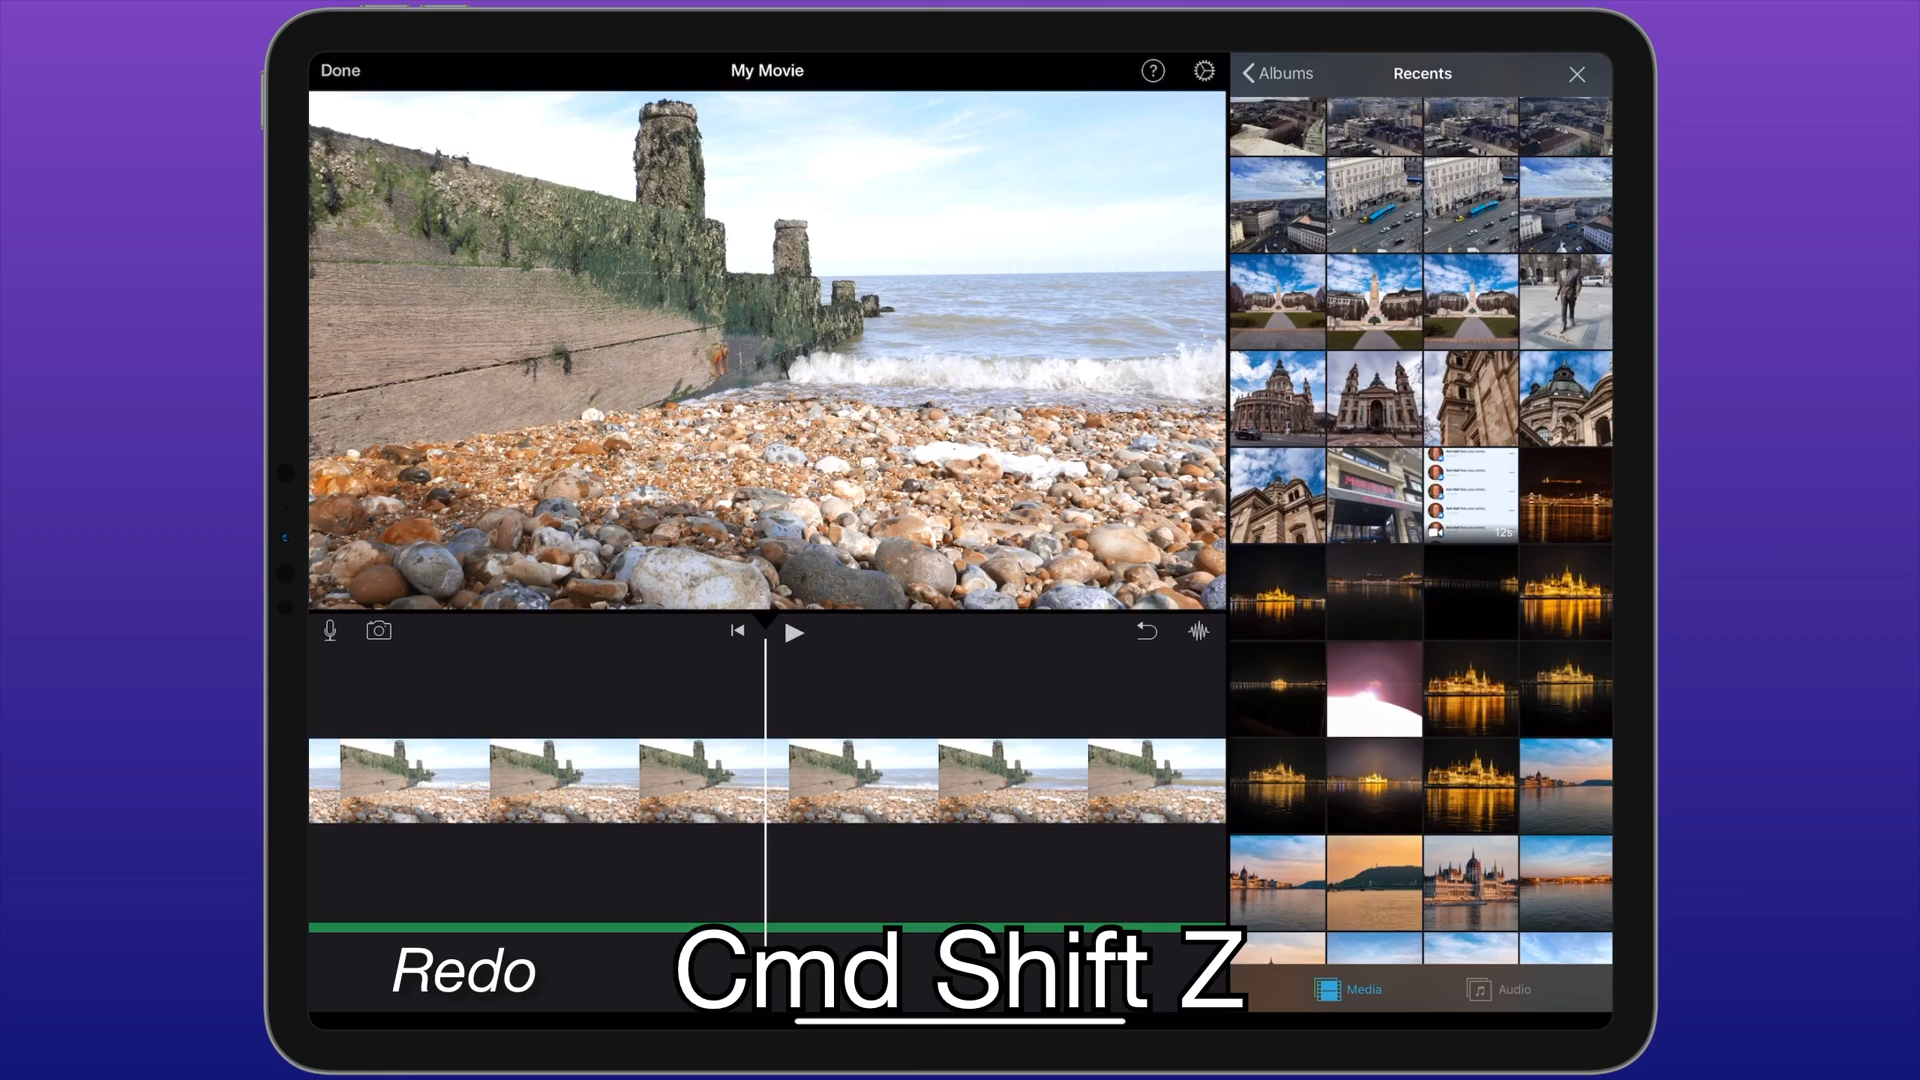 Done
My Movie
?
Albums
Recents
12s
Redo
Cmd Shift Z
Media
Audio